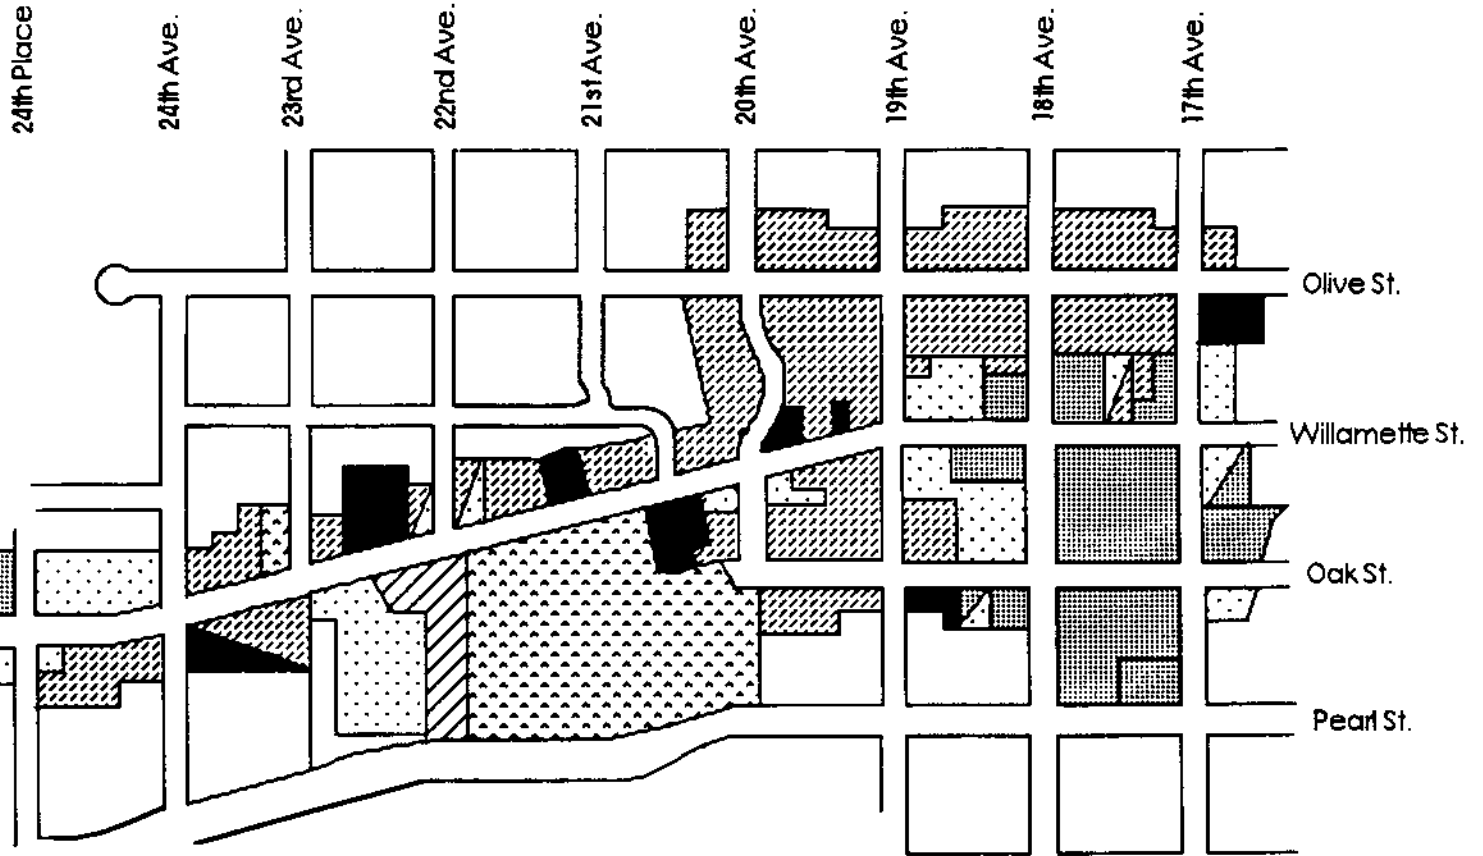 24th Place
24th Ave.
23rd Ave.
22nd Ave.
21st Ave.
20th Ave.
19th Ave.
18th Ave.
17th Ave.
Olive St.
Willamette St.
Oak St.
Pearl St.